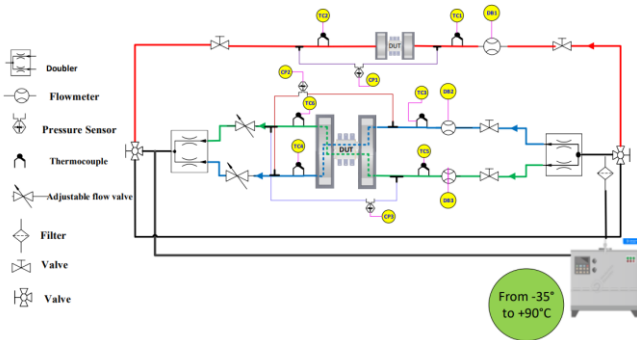 DB1
TC2
TC1
DUT
Doubler
CP2
CP1
Flowmeter
TC6
TC3
DB2
Pressure Sensor
DUT
Thermocouple
TC4
TC5
Adjustable flow valve
CP3
DB3
Filter
Valve
From -35°
to +90°C
Valve